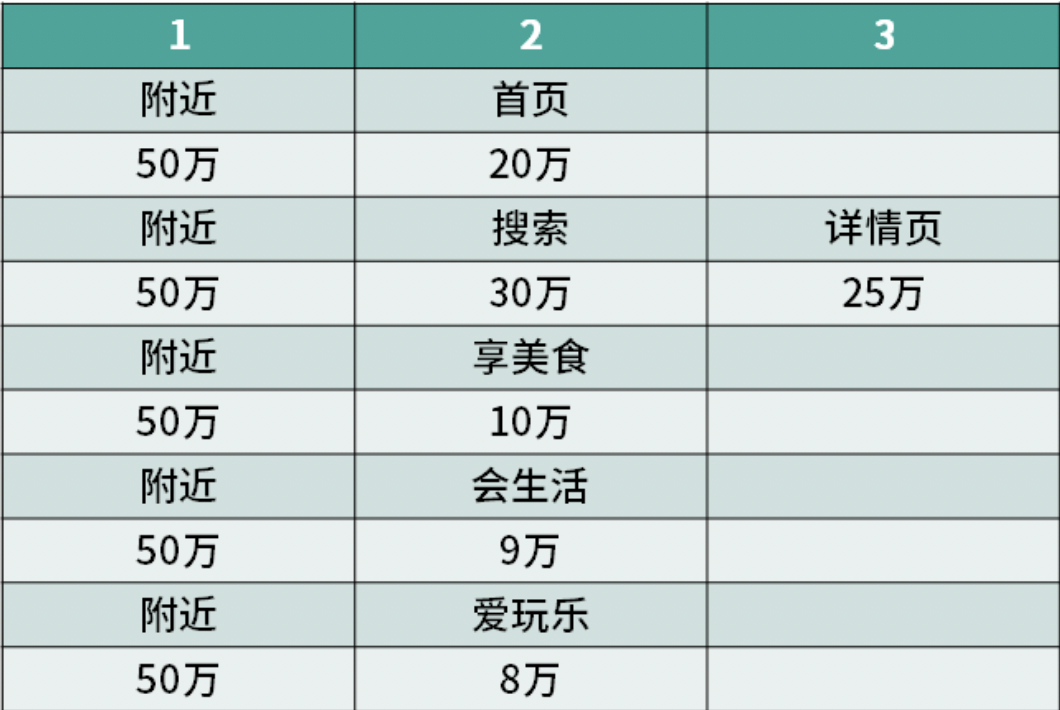 1 2 3
附近 首页
50万 20万
附近 搜索 详情页
50万 30万 25万
附近 享美食
50万 10万
附近 会生活
50万 9万
附近 爱玩乐
50万 8万